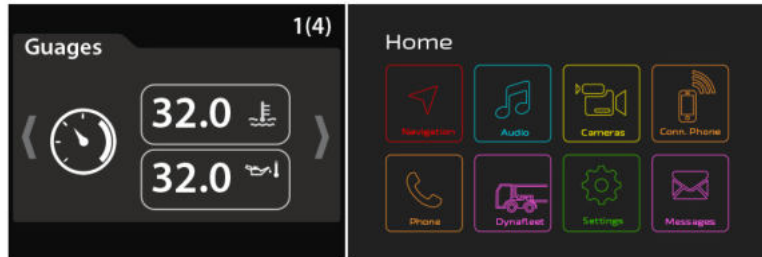 1(4)
Guages
32.0
32.0
Home
Navigation Audio Cameras Conn. Phone
Phone Dynafleet Settings Messages